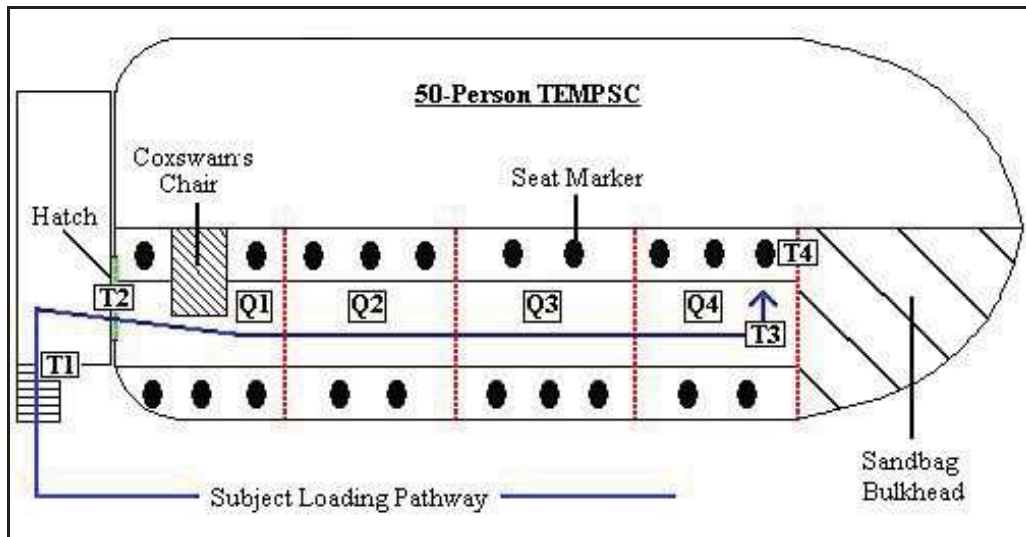 50-Person TEMPSC
Coxswain's
Chair
Seat Marker
Hatch
T4
T2
Q1
Q2
Q3
Q4
T3
T1
Sandbag
Bulkhead
Subject Loading Pathway